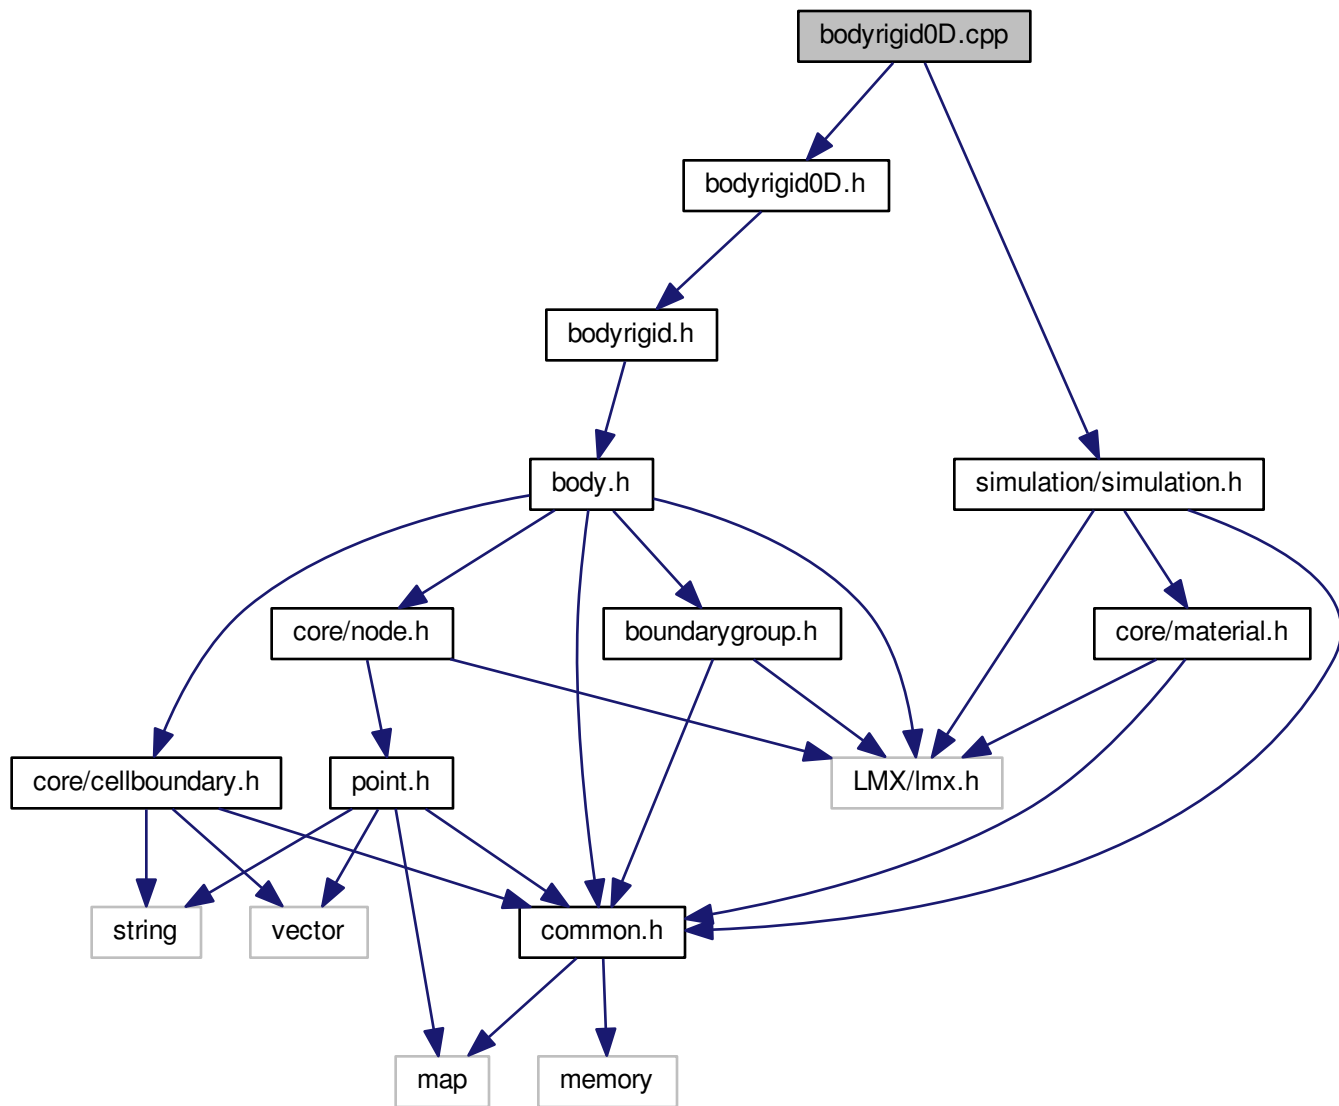 bodyrigid0D.cpp
bodyrigid0D.h
bodyrigid.h
body.h
simulation/simulation.h
core/node.h
boundarygroup.h
core/material.h
core/cellboundary.h
point.h
LMX/lmx.h
string
vector
common.h
map
memory